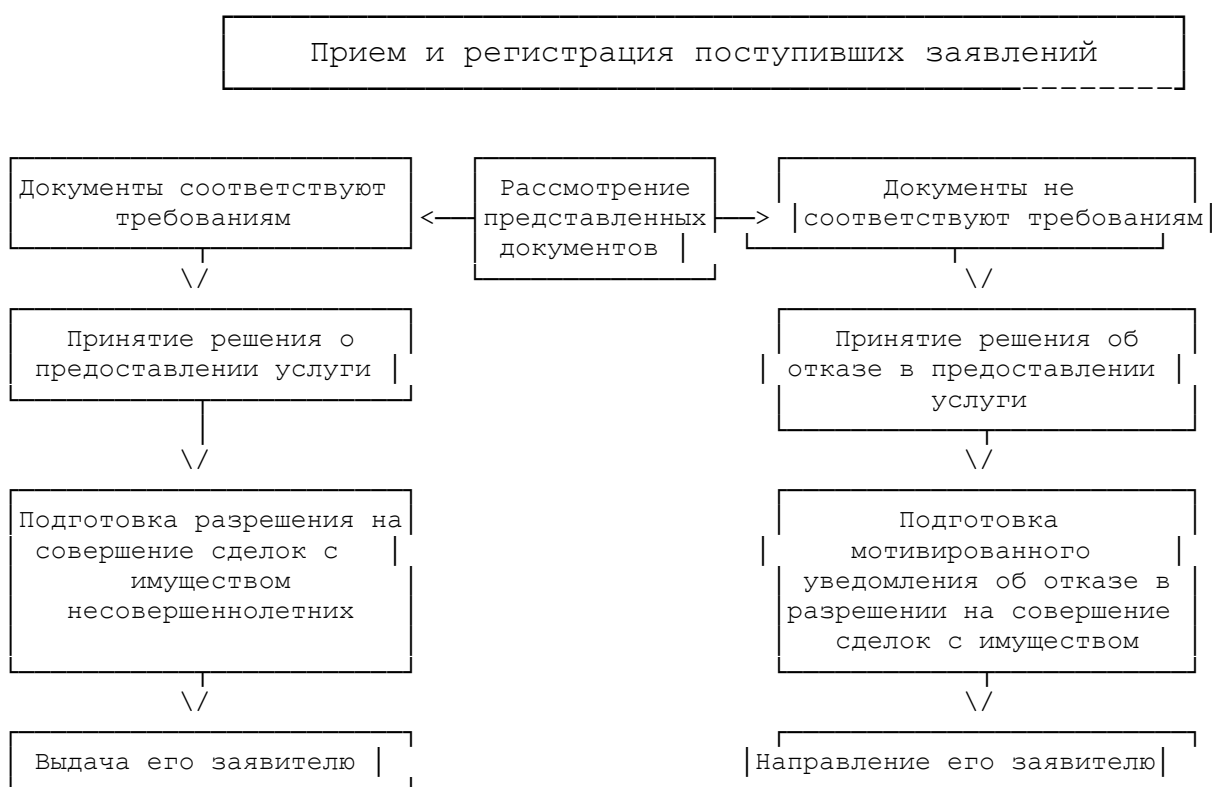 Прием и регистрация поступивших заявлений
Документы соответствуют
требованиям
Рассмотрение
представленных
документов
Документы не
соответствуют требованиям
Принятие решения о
предоставлении услуги
Принятие решения об
отказе в предоставлении
услуги
Подготовка разрешения на
совершение сделок с
имуществом
несовершеннолетних
Подготовка
мотивированного
уведомления об отказе в
разрешении на совершение
сделок с имуществом
Выдача его заявителю
Направление его заявителю